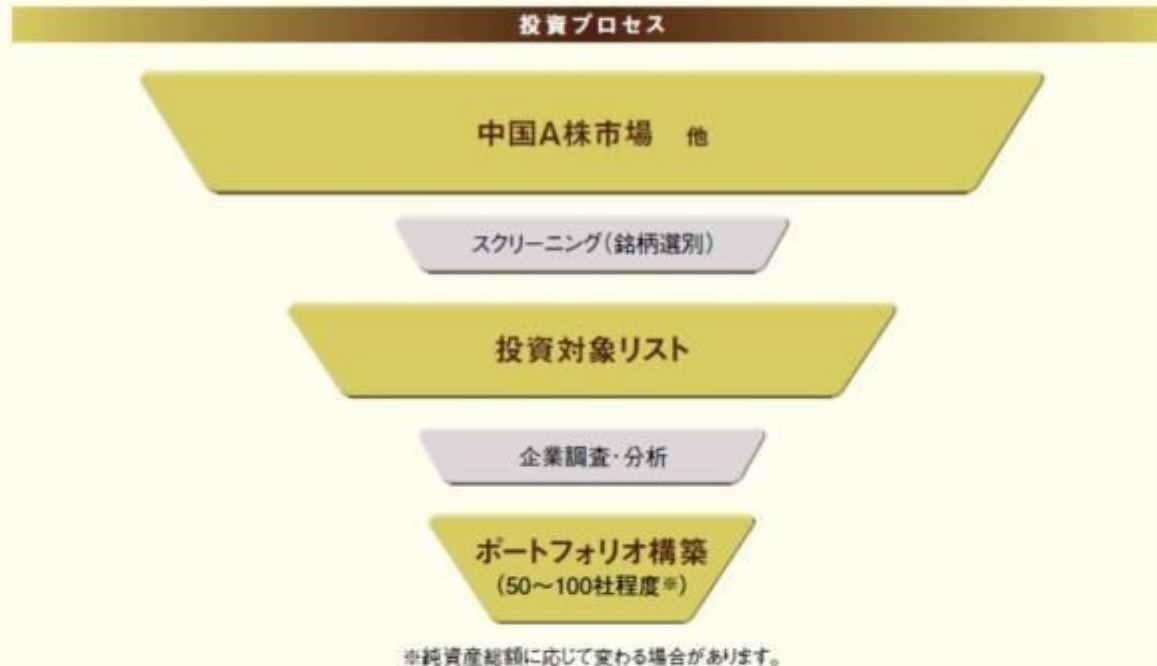 投資プロセス
中国A株市場 他
スクリーニング(銘柄選別)
投資対象リスト
企業調査・分析
ポートフォリオ構築
(50〜100社程度※)
※純資産総額に応じて変わる場合があります。